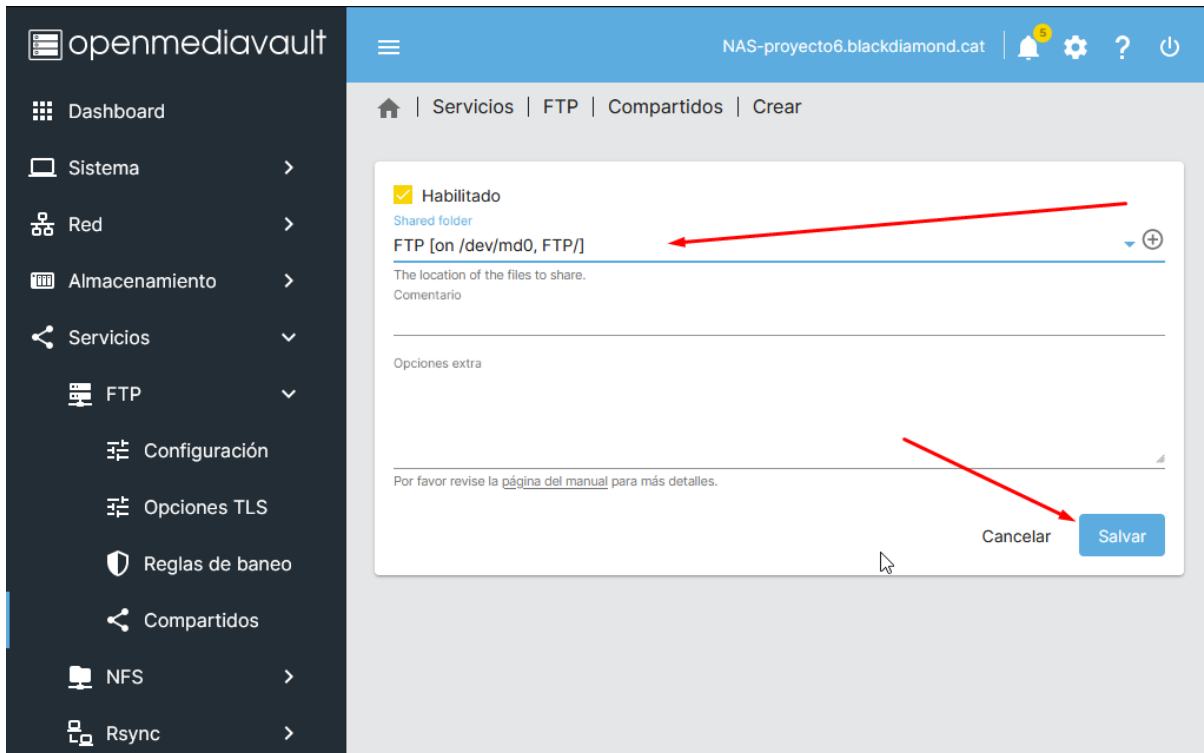 openmediavault
NAS-proyecto6.blackdiamond.cat
5
?
Dashboard
Sistema
Red
Almacenamiento
Servicios
FTP
Configuración
Opciones TLS
Reglas de baneo
Compartidos
NFS
Rsync
| Servicios | FTP | Compartidos | Crear
Habilitado
Shared folder
FTP [on /dev/md0, FTP/]
The location of the files to share.
Comentario
Opciones extra
Por favor revise la página del manual para más detalles.
Cancelar
Salvar